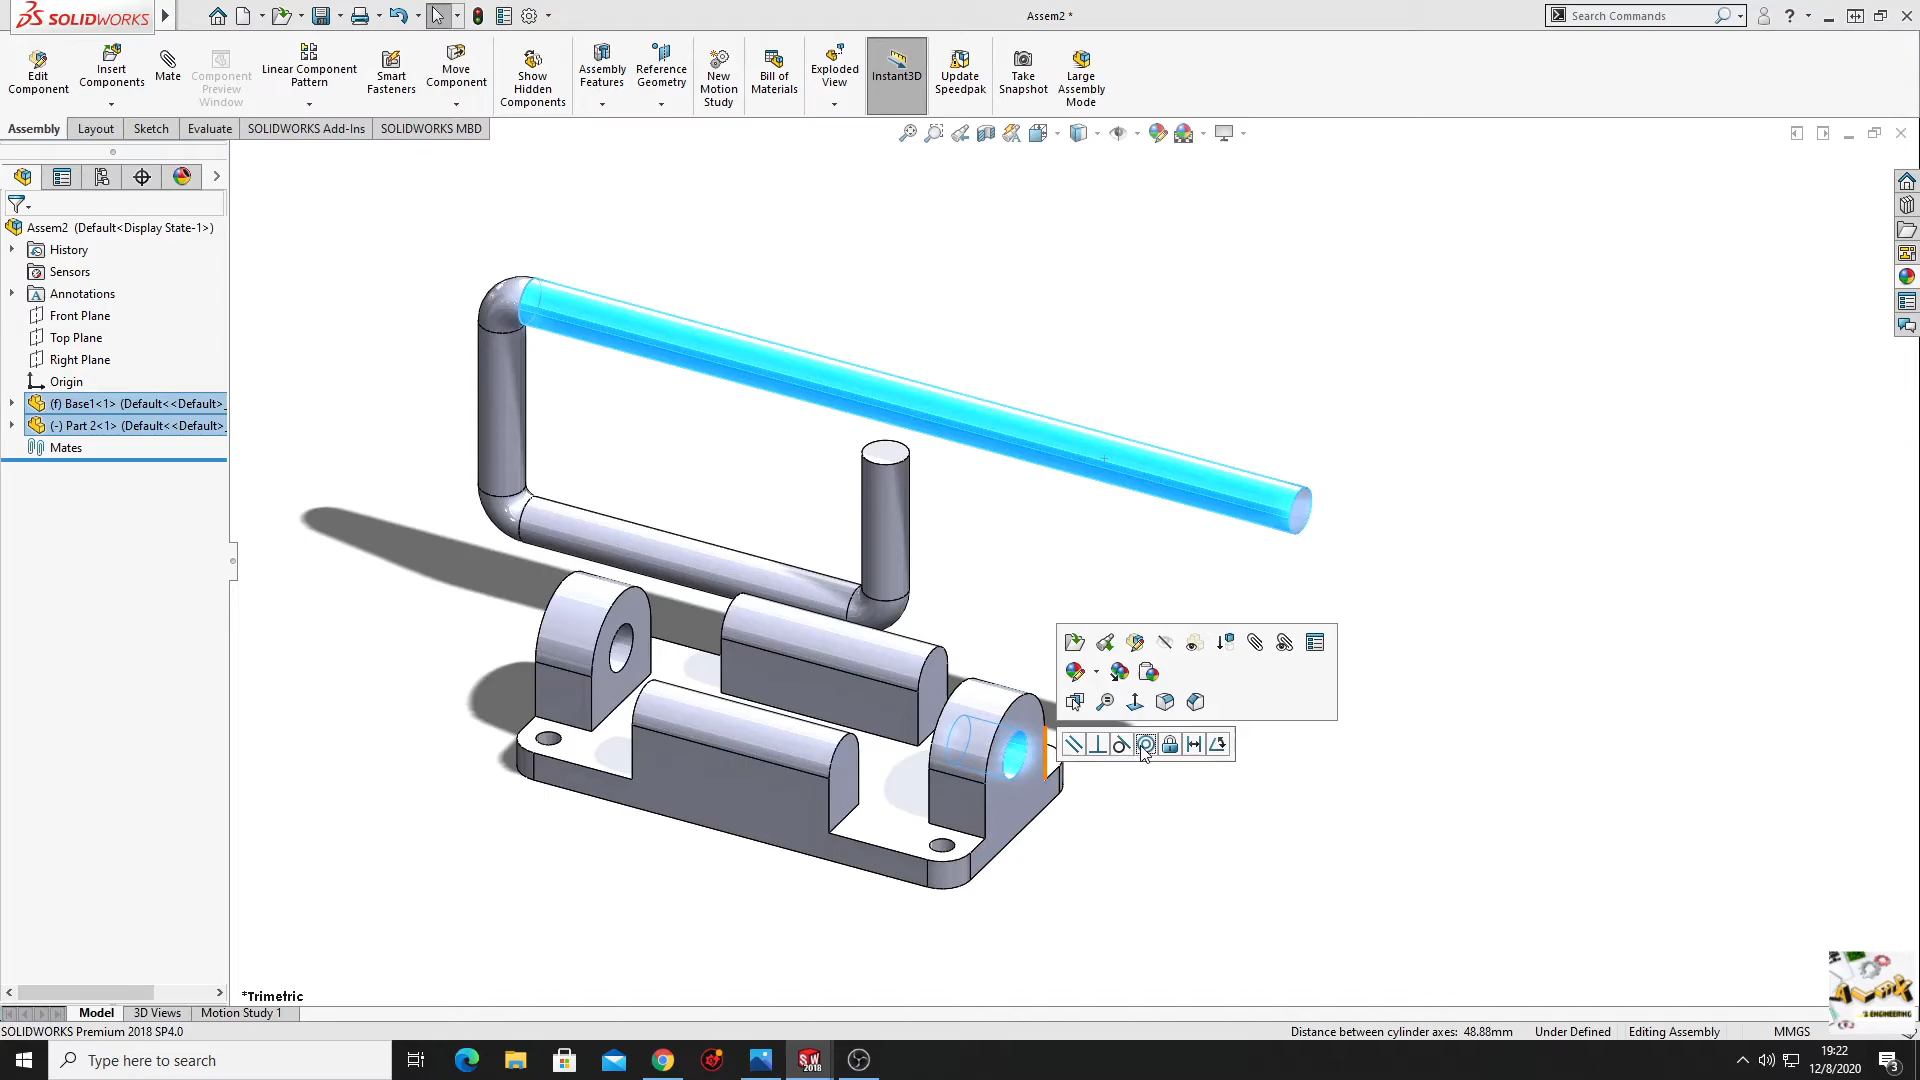 SOLIDWORKS
Assem2 *
Search Commands
Edit
Component
Insert
Components
Mate
Component
Preview
Window
Linear Component
Pattern
Smart
Fasteners
Move
Component
Show
Hidden
Components
Assembly
Features
Reference
Geometry
New
Motion
Study
Bill of
Materials
Exploded
View
Instant3D
Update
Speedpak
Take
Snapshot
Large
Assembly
Mode
Assembly
Layout
Sketch
Evaluate
SOLIDWORKS Add-Ins
SOLIDWORKS MBD
Assem2 (Default<Display State-1>)
History
Sensors
Annotations
Front Plane
Top Plane
Right Plane
Origin
(f) Base1<1> (Default<<Default>_
(-) Part 2<1> (Default<<Default>_
Mates
*Trimetric
Model
3D Views
Motion Study 1
SOLIDWORKS Premium 2018 SP4.0
Distance between cylinder axes: 48.88mm
Under Defined
Editing Assembly
MMGS
'S ENGINEERING
Type here to search
SW
2018
19:22
12/8/2020
3